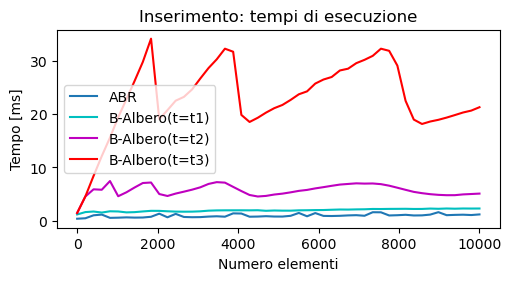 Inserimento: tempi di esecuzione
Tempo [ms]
30
20
10
0
ABR
B-Albero(t=t1)
B-Albero(t=t2)
B-Albero(t=t3)
0 2000 4000 6000 8000 10000
Numero elementi